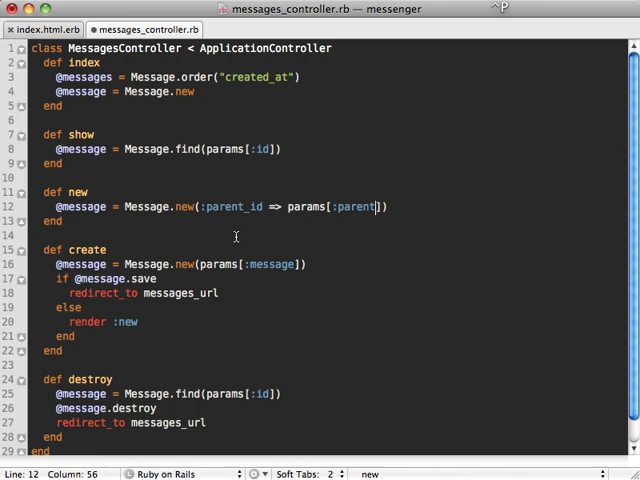 messages_controller.rb — messenger
^P
index.html.erb
messages_controller.rb
1 class MessagesController < ApplicationController
2 def index
3 @messages = Message.order("created_at")
4 @message = Message.new
5 end
6
7 def show
8 @message = Message.find(params[:id])
9 end
10
11 def new
12 @message = Message.new(:parent_id => params[:parent])
13 end
14
15 def create
16 @message = Message.new(params[:message])
17 if @message.save
18 redirect_to messages_url
19 else
20 render :new
21 end
22 end
23
24 def destroy
25 @message = Message.find(params[:id])
26 @message.destroy
27 redirect_to messages_url
28 end
29 end
Line: 12 Column: 56 Ruby on Rails Soft Tabs: 2 new